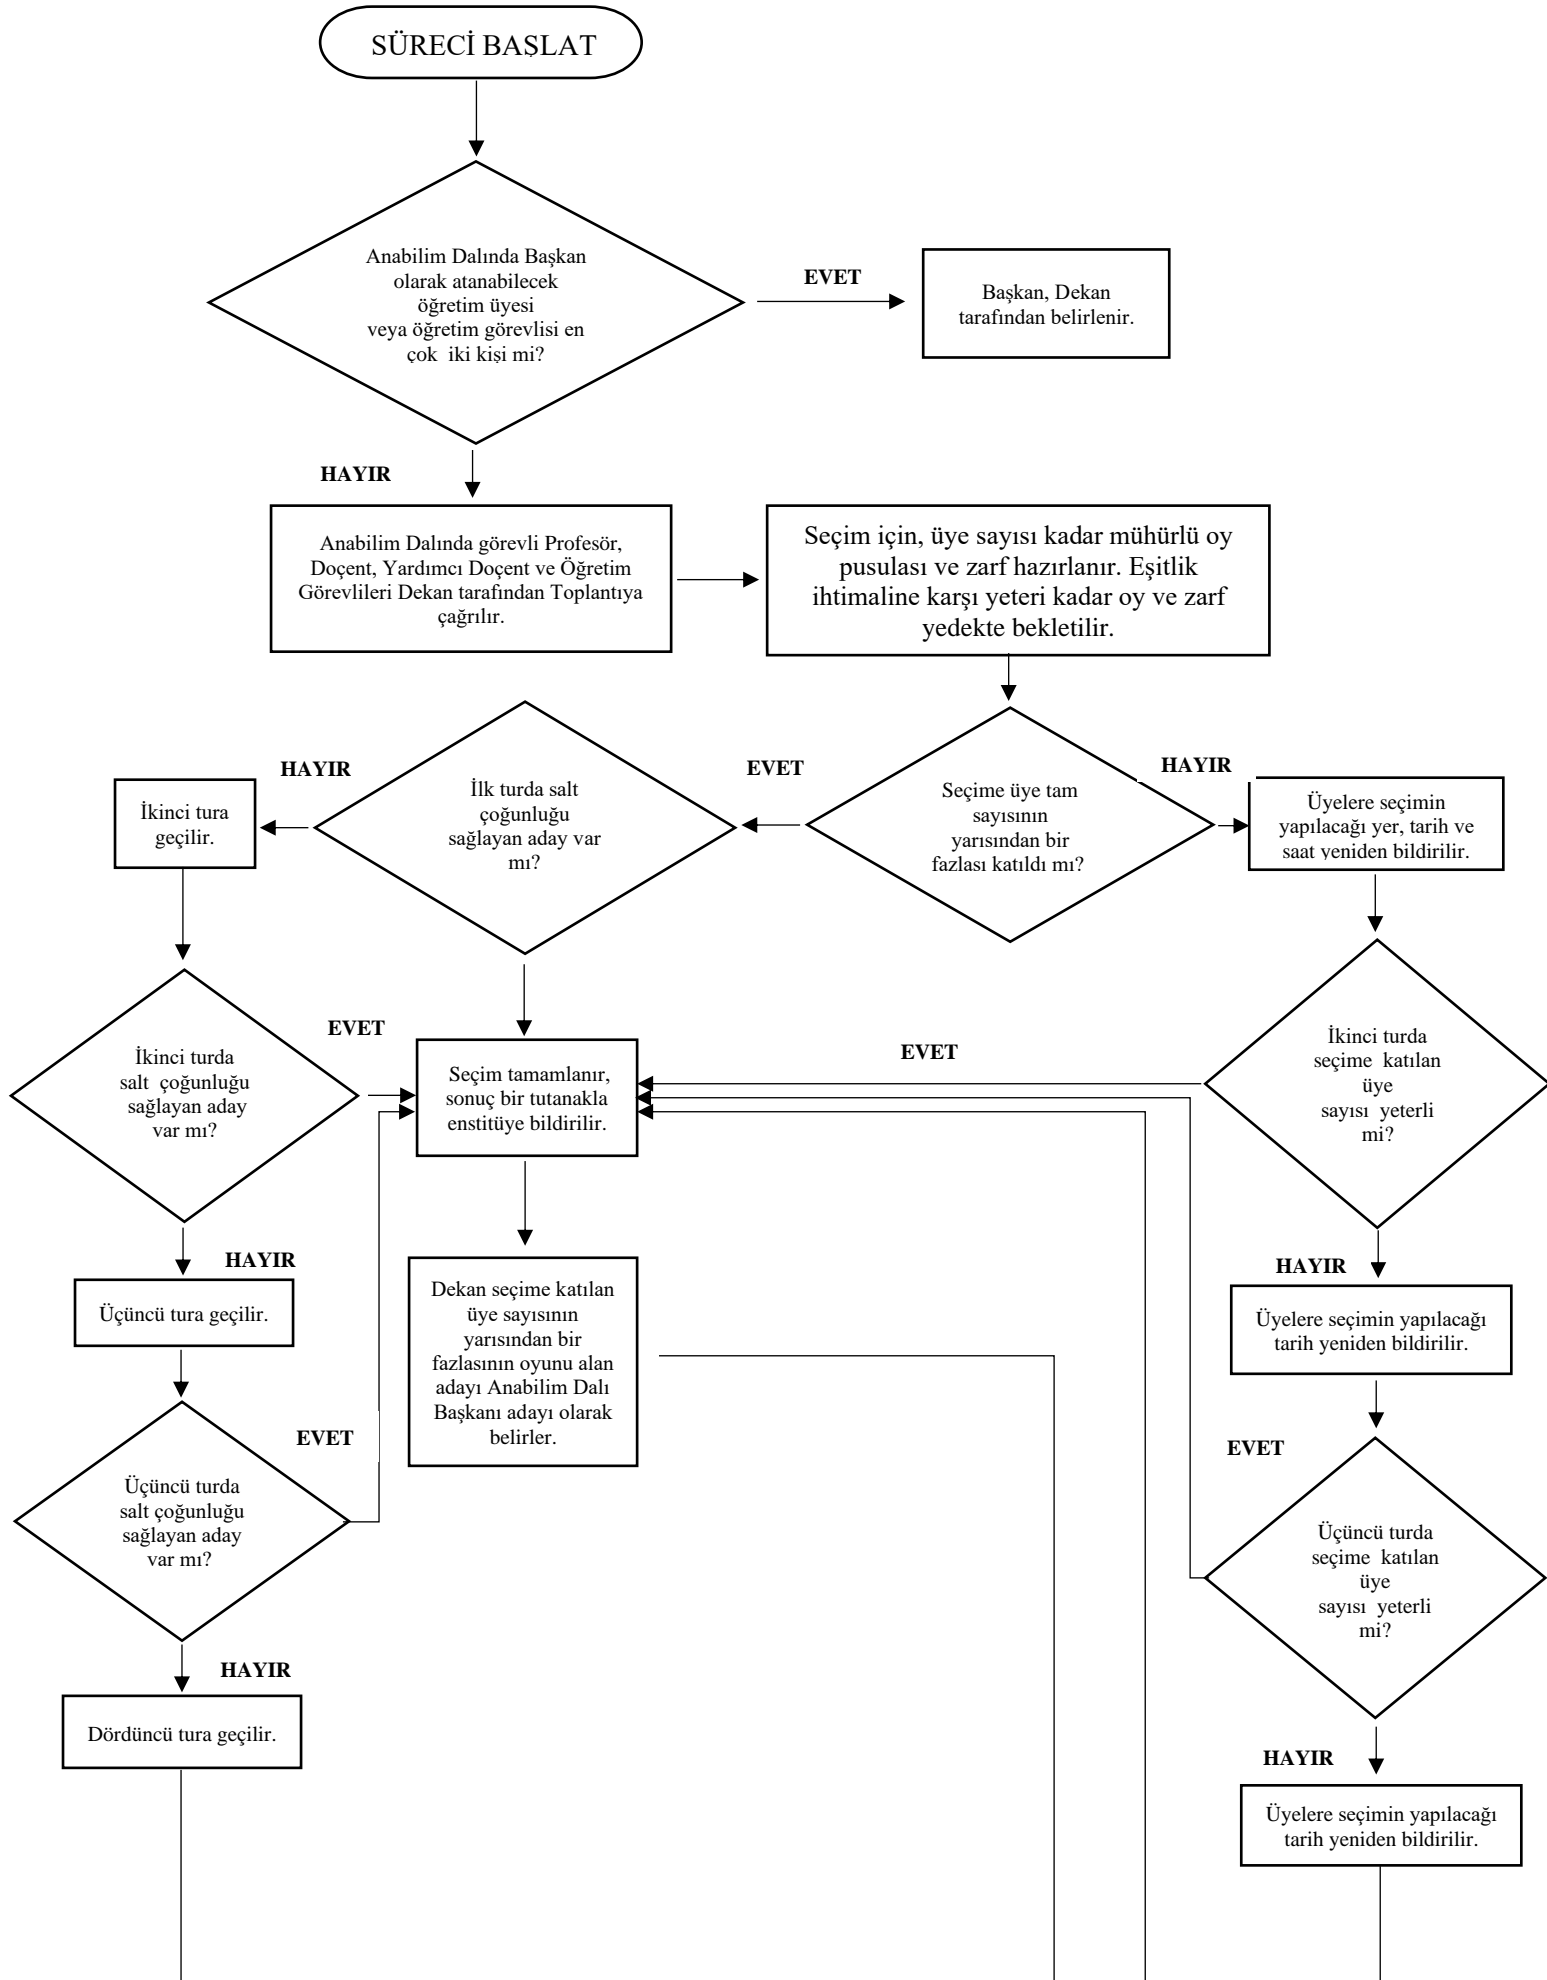 SÜRECİ BAŞLAT
Anabilim Dalında Başkan
olarak atanabilecek
öğretim üyesi
veya öğretim görevlisi en
çok iki kişi mi?
EVET
Başkan, Dekan
tarafından belirlenir.
HAYIR
Anabilim Dalında görevli Profesör,
Doçent, Yardımcı Doçent ve Öğretim
Görevlileri Dekan tarafından Toplantıya
çağrılır.
Seçim için, üye sayısı kadar mühürlü oy
pusulası ve zarf hazırlanır. Eşitlik
ihtimaline karşı yeteri kadar oy ve zarf
yedekte bekletilir.
Seçime üye tam
sayısının
yarısından bir
fazlası katıldı mı?
EVET
HAYIR
İlk turda salt
çoğunluğu
sağlayan aday var
mı?
HAYIR
İkinci tura
geçilir.
Üyelere seçimin
yapılacağı yer, tarih ve
saat yeniden bildirilir.
İkinci turda
salt çoğunluğu
sağlayan aday
var mı?
EVET
Seçim tamamlanır,
sonuç bir tutanakla
enstitüye bildirilir.
EVET
İkinci turda
seçime katılan
üye
sayısı yeterli
mi?
HAYIR
Üçüncü tura geçilir.
Dekan seçime katılan
üye sayısının
yarısından bir
fazlasının oyunu alan
adayı Anabilim Dalı
Başkanı adayı olarak
belirler.
HAYIR
Üyelere seçimin yapılacağı
tarih yeniden bildirilir.
EVET
Üçüncü turda
salt çoğunluğu
sağlayan aday
var mı?
EVET
Üçüncü turda
seçime katılan
üye
sayısı yeterli
mi?
HAYIR
Dördüncü tura geçilir.
HAYIR
Üyelere seçimin yapılacağı
tarih yeniden bildirilir.